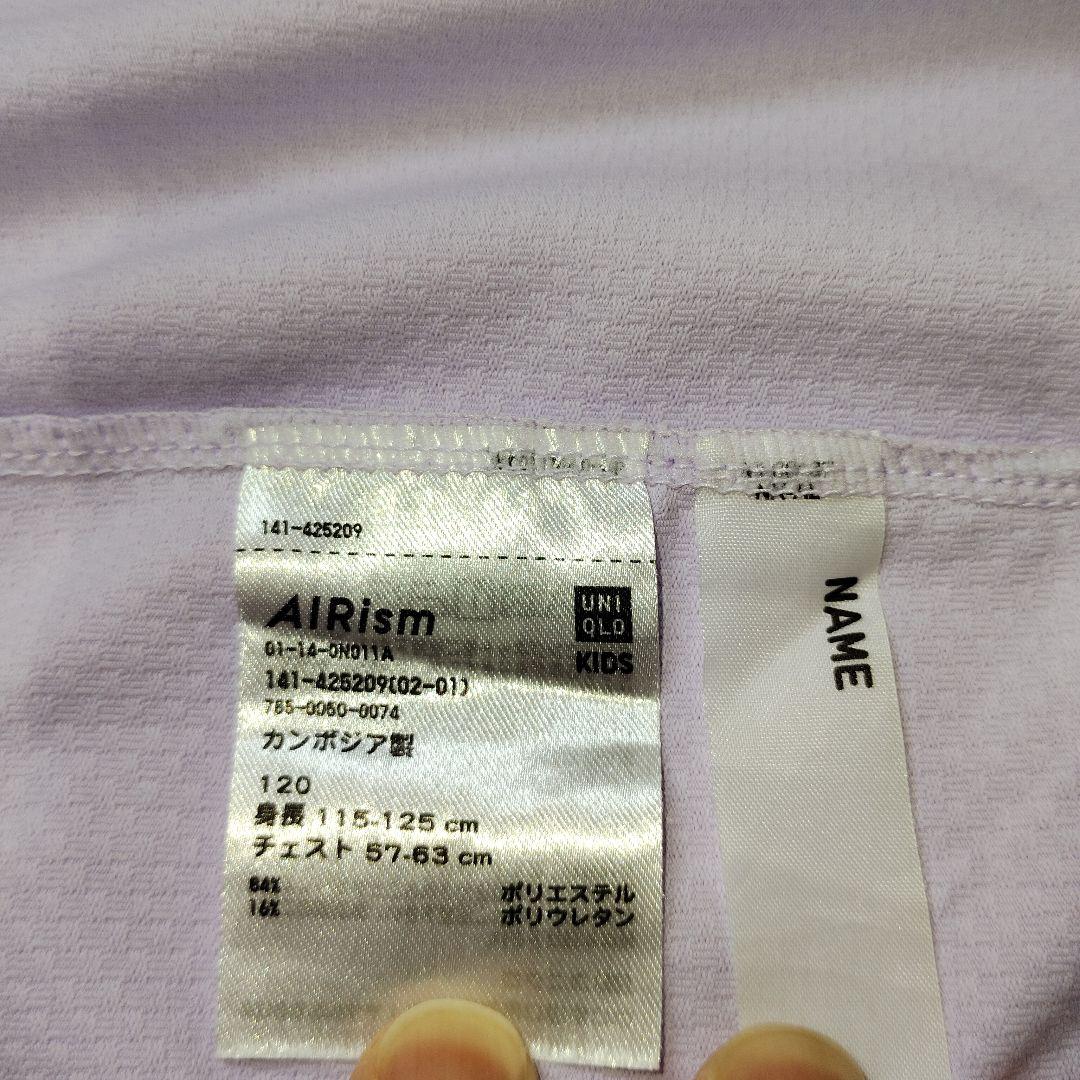 141-425209
AIRism
UNI
QLO
KIDS
01-14-0N011A
141-425209(02-01)
785-0060-0074
カンボジア製
120
身長 115-125 cm
チェスト 57-63 cm
84% ポリエステル
16% ポリウレタン
NAME